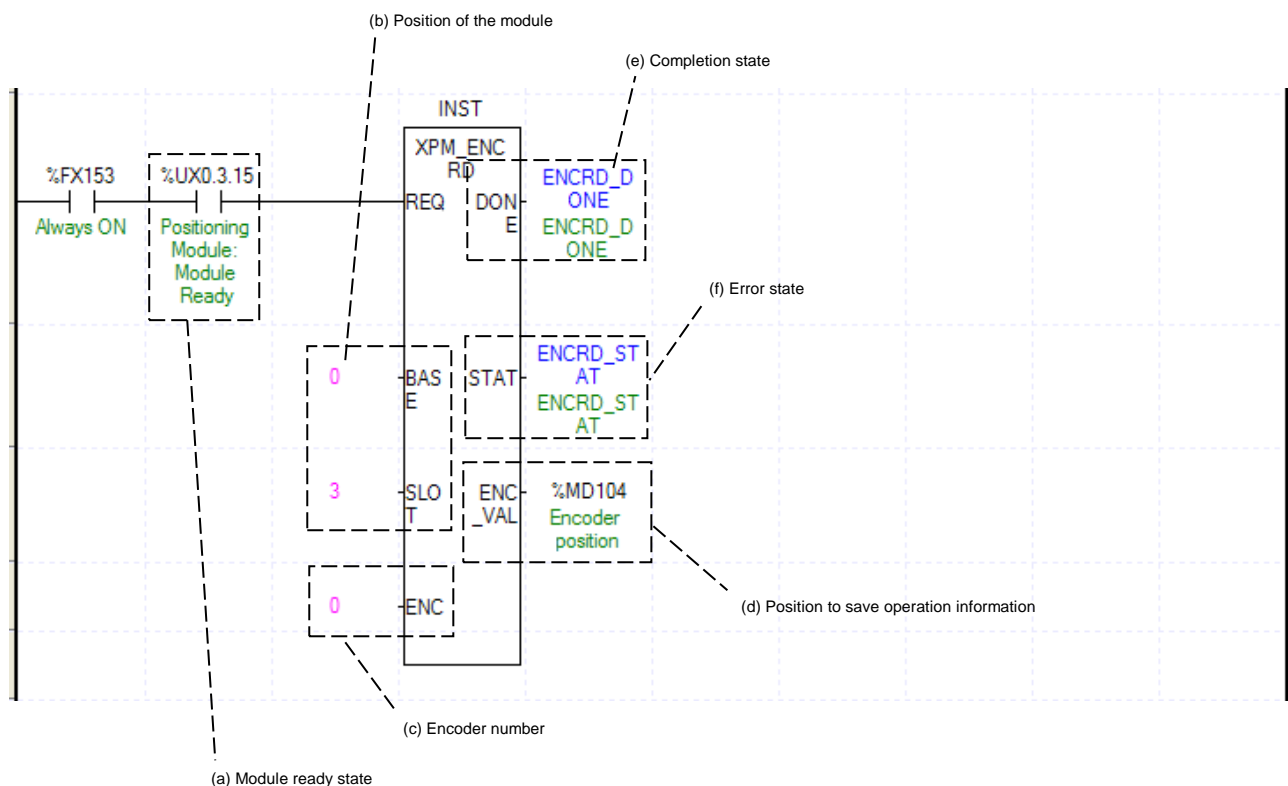 (b) Position of the module
(e) Completion state
INST
XPM_ENC
RD
%FX153
%UX0.3.15
REQ
DON
E
ENCRD_D
ONE
ENCRD_D
ONE
Always ON
Positioning
Module:
Module
Ready
(f) Error state
0
BAS
E
STAT
ENCRD_ST
AT
ENCRD_ST
AT
3
SLO
T
ENC
_VAL
%MD104
Encoder
position
0
ENC
(d) Position to save operation information
(c) Encoder number
(a) Module ready state